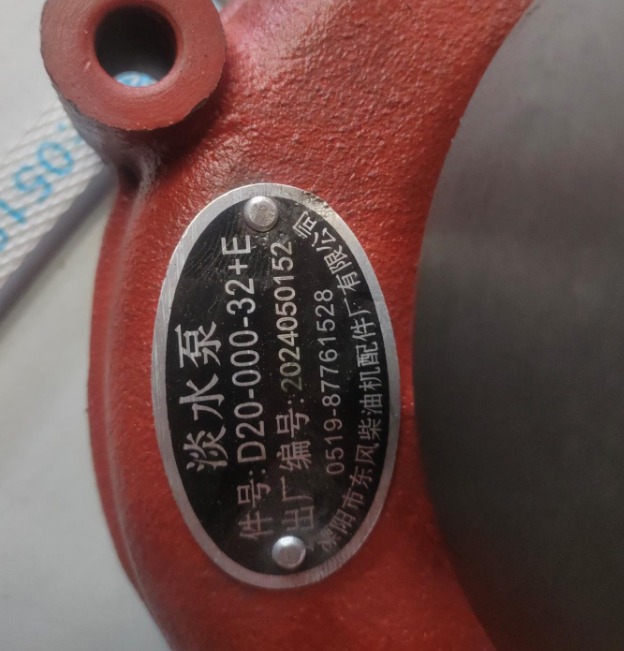 淡水泵
件号:D20-000-32+E
出厂编号:2024050152
0519-87761528
溧阳市东风柴油机配件厂有限公司
051